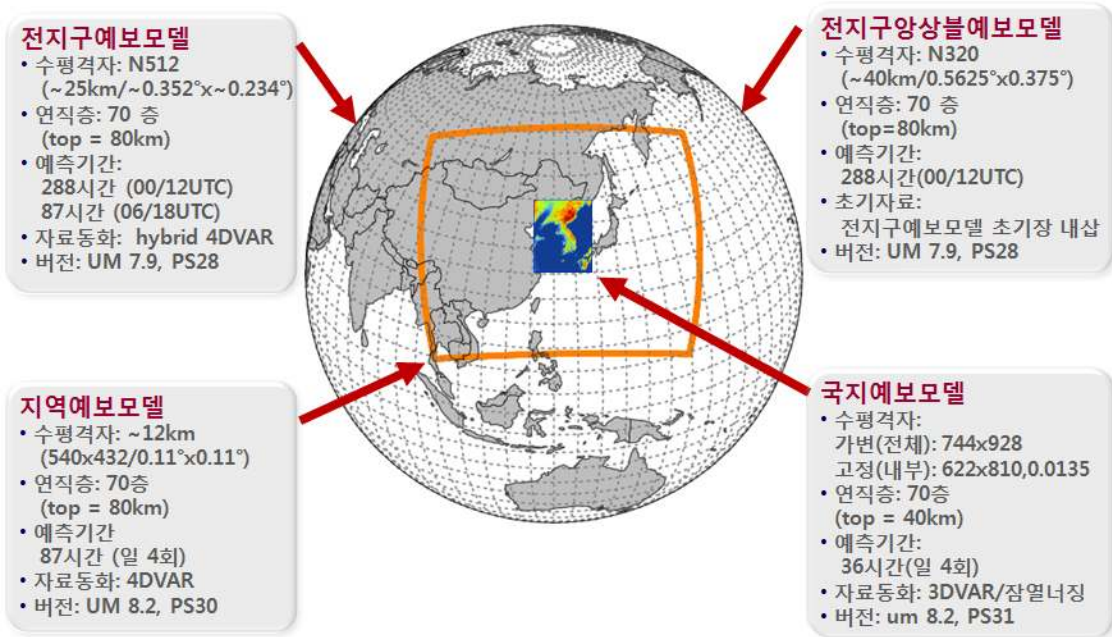 전지구예보모델
• 수평격자: N512
(~25km/~0.352°x~0.234°)
• 연직층: 70 층
(top = 80km)
• 예측기간:
288시간 (00/12UTC)
87시간 (06/18UTC)
• 자료동화: hybrid 4DVAR
• 버전: UM 7.9, PS28
전지구앙상블예보모델
• 수평격자: N320
(~40km/0.5625°x0.375°)
• 연직층: 70 층
(top=80km)
• 예측기간:
288시간(00/12UTC)
• 초기자료:
전지구예보모델 초기장 내삽
• 버전: UM 7.9, PS28
지역예보모델
• 수평격자: ~12km
(540x432/0.11°x0.11°)
• 연직층: 70층
(top = 80km)
• 예측기간
87시간 (일 4회)
• 자료동화: 4DVAR
• 버전: UM 8.2, PS30
국지예보모델
• 수평격자:
가변(전체): 744x928
고정(내부): 622x810,0.0135
• 연직층: 70층
(top = 40km)
• 예측기간:
36시간(일 4회)
• 자료동화: 3DVAR/잠열너징
• 버전: um 8.2, PS31